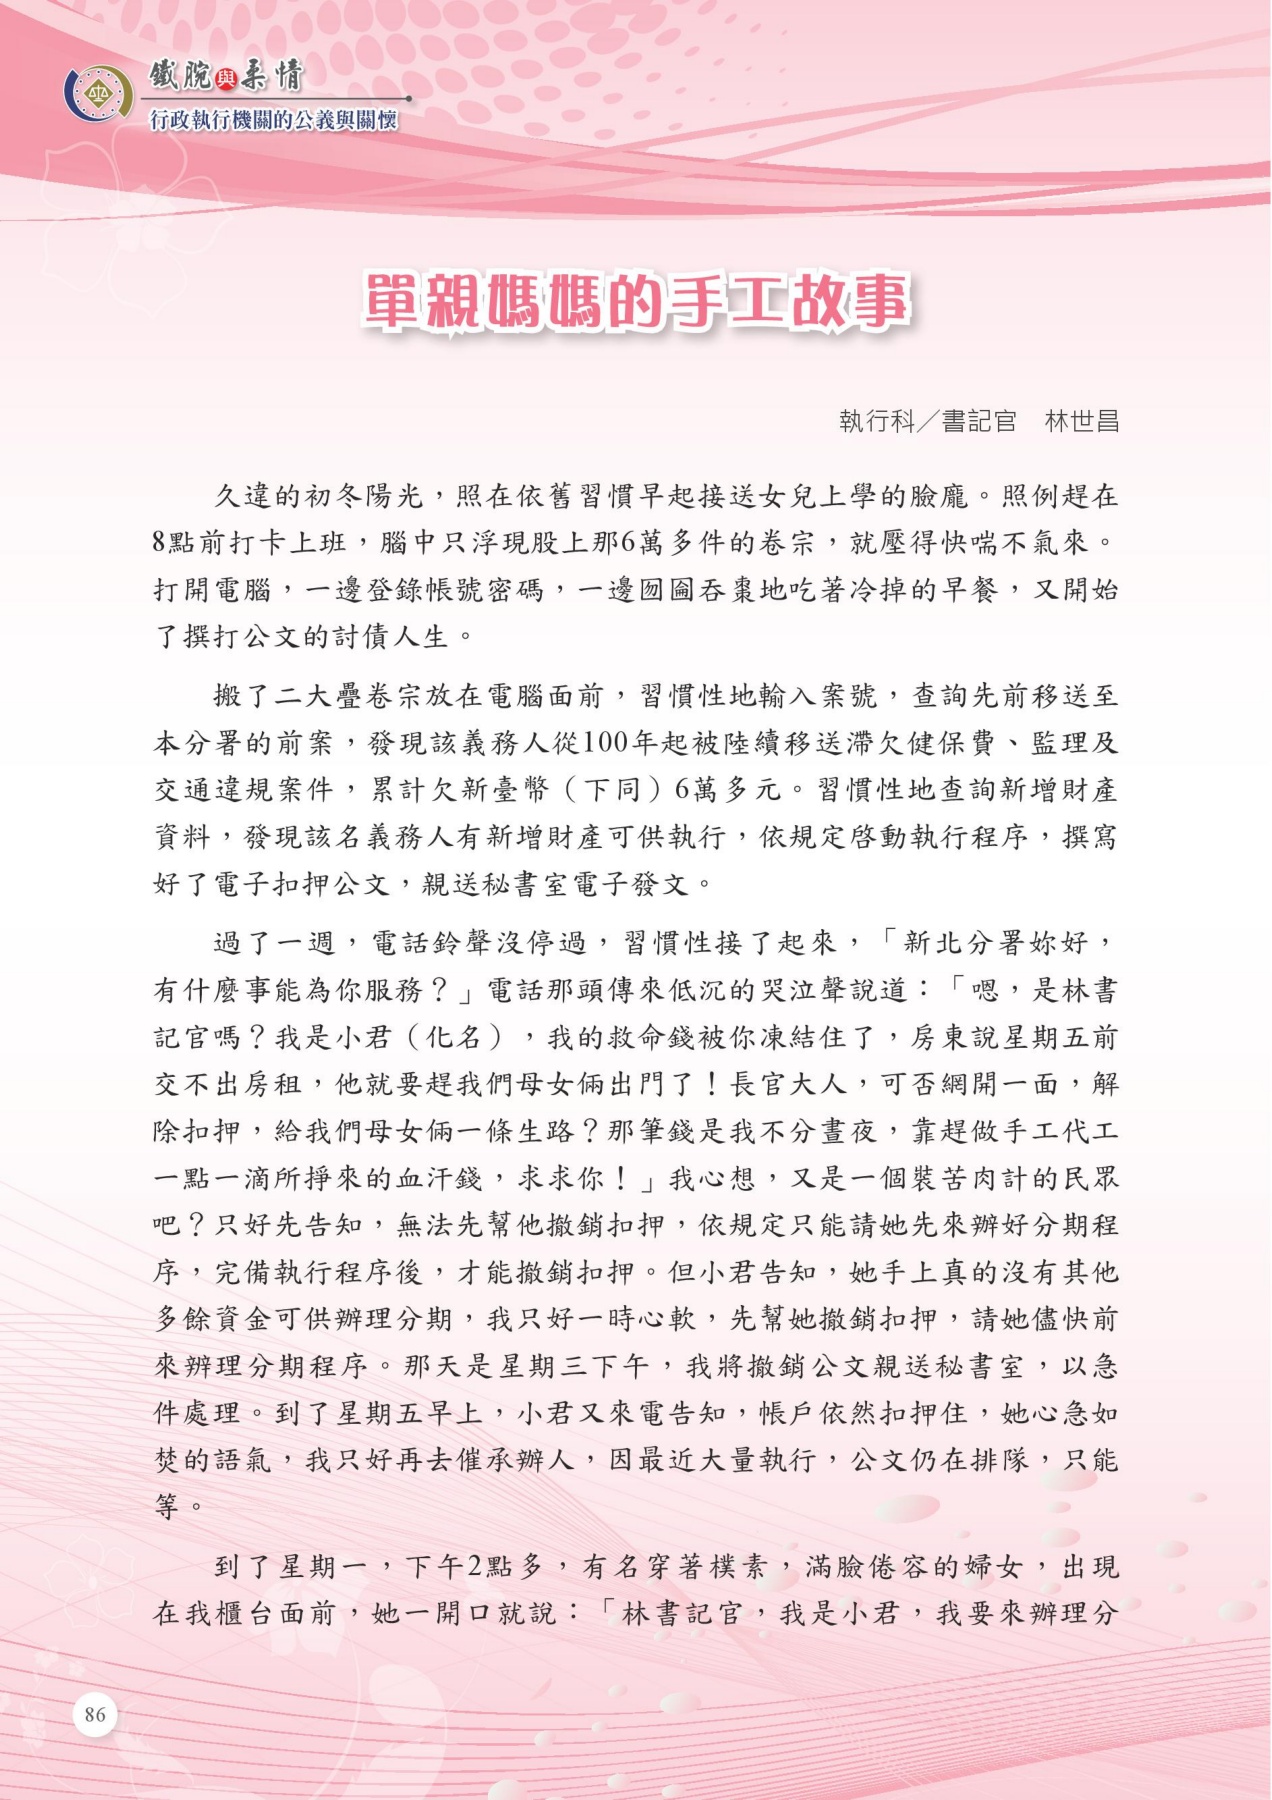 鐵腕與柔情
行政執行機關的公義與關懷
單親媽媽的手工故事
執行科／書記官　林世昌
久違的初冬陽光，照在依舊習慣早起接送女兒上學的臉龐。照例趕在
8點前打卡上班，腦中只浮現股上那6萬多件的卷宗，就壓得快喘不氣來。
打開電腦，一邊登錄帳號密碼，一邊囫圇吞棗地吃著冷掉的早餐，又開始
了撰打公文的討債人生。
搬了二大疊卷宗放在電腦面前，習慣性地輸入案號，查詢先前移送至
本分署的前案，發現該義務人從100年起被陸續移送滯欠健保費、監理及
交通違規案件，累計欠新臺幣（下同）6萬多元。習慣性地查詢新增財產
資料，發現該名義務人有新增財產可供執行，依規定啓動執行程序，撰寫
好了電子扣押公文，親送秘書室電子發文。
過了一週，電話鈴聲沒停過，習慣性接了起來，「新北分署妳好，
有什麼事能為你服務？」電話那頭傳來低沉的哭泣聲說道：「嗯，是林書
記官嗎？我是小君（化名），我的救命錢被你凍結住了，房東說星期五前
交不出房租，他就要趕我們母女倆出門了！長官大人，可否網開一面，解
除扣押，給我們母女倆一條生路？那筆錢是我不分晝夜，靠趕做手工代工
一點一滴所掙來的血汗錢，求求你！」我心想，又是一個裝苦肉計的民眾
吧？只好先告知，無法先幫他撤銷扣押，依規定只能請她先來辦好分期程
序，完備執行程序後，才能撤銷扣押。但小君告知，她手上真的沒有其他
多餘資金可供辦理分期，我只好一時心軟，先幫她撤銷扣押，請她儘快前
來辦理分期程序。那天是星期三下午，我將撤銷公文親送秘書室，以急
件處理。到了星期五早上，小君又來電告知，帳戶依然扣押住，她心急如
焚的語氣，我只好再去催承辦人，因最近大量執行，公文仍在排隊，只能
等。
到了星期一，下午2點多，有名穿著樸素，滿臉倦容的婦女，出現
在我櫃台面前，她一開口就說：「林書記官，我是小君，我要來辦理分
86